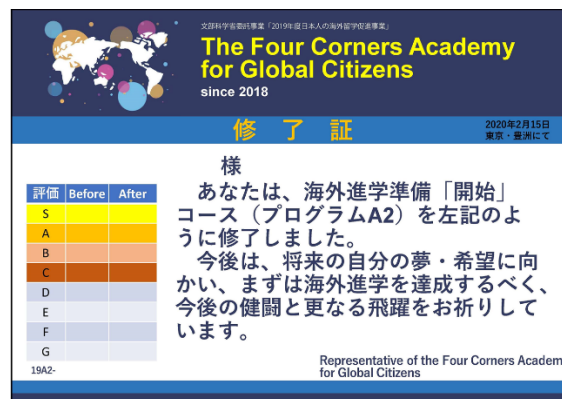 文部科学省委託事業「2019年度日本人の海外留学促進事業」
The Four Corners Academy
for Global Citizens
since 2018
修了証
2020年2月15日
東京・豊洲にて
様
あなたは、海外進学準備「開始」
コース（プログラムA2）を左記のよ
うに修了しました。
今後は、将来の自分の夢・希望に向
かい、まずは海外進学を達成するべく、
今後の健闘と更なる飛躍をお祈りして
います。
評価 Before After
S
A
B
C
D
E
F
G
19A2-
Representative of the Four Corners Academ
for Global Citizens